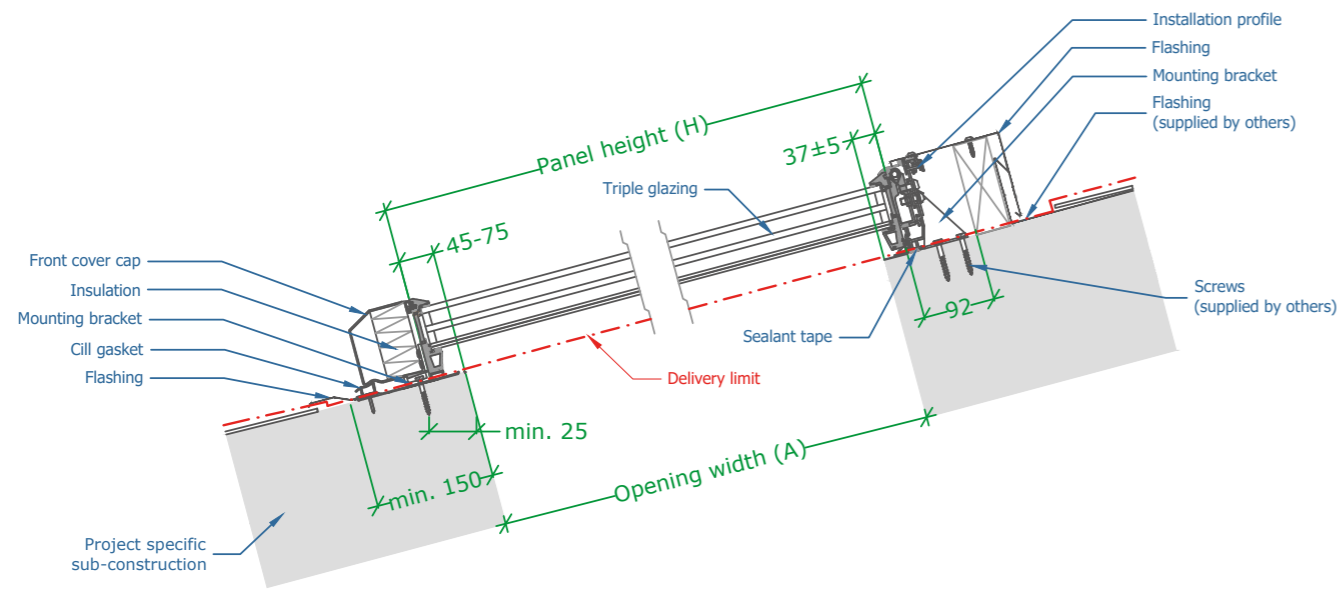 Installation profile
Flashing
Mounting bracket
Flashing
(supplied by others)
Panel height (H)
37±5
Triple glazing
45-75
Front cover cap
Insulation
Mounting bracket
Cill gasket
Flashing
Screws
(supplied by others)
92
Sealant tape
Delivery limit
min. 25
Opening width (A)
min. 150
Project specific
sub-construction